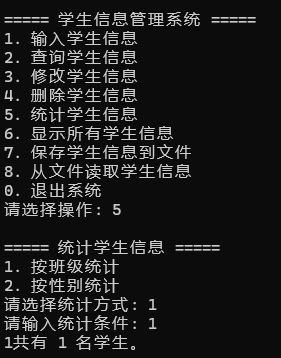 ===== 学生信息管理系统 =====
1. 输入学生信息
2. 查询学生信息
3. 修改学生信息
4. 删除学生信息
5. 统计学生信息
6. 显示所有学生信息
7. 保存学生信息到文件
8. 从文件读取学生信息
0. 退出系统
请选择操作: 5
===== 统计学生信息 =====
1. 按班级统计
2. 按性别统计
请选择统计方式: 1
请输入统计条件: 1
1共有 1 名学生。